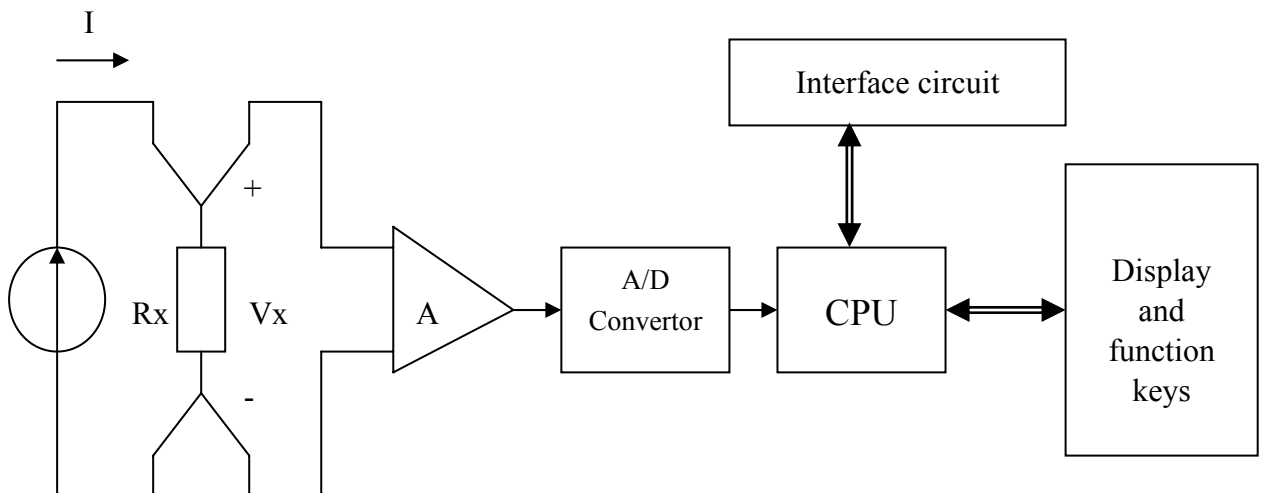 I
+
Rx
Vx
-
A
A/D
Convertor
CPU
Interface circuit
Display
and
function
keys